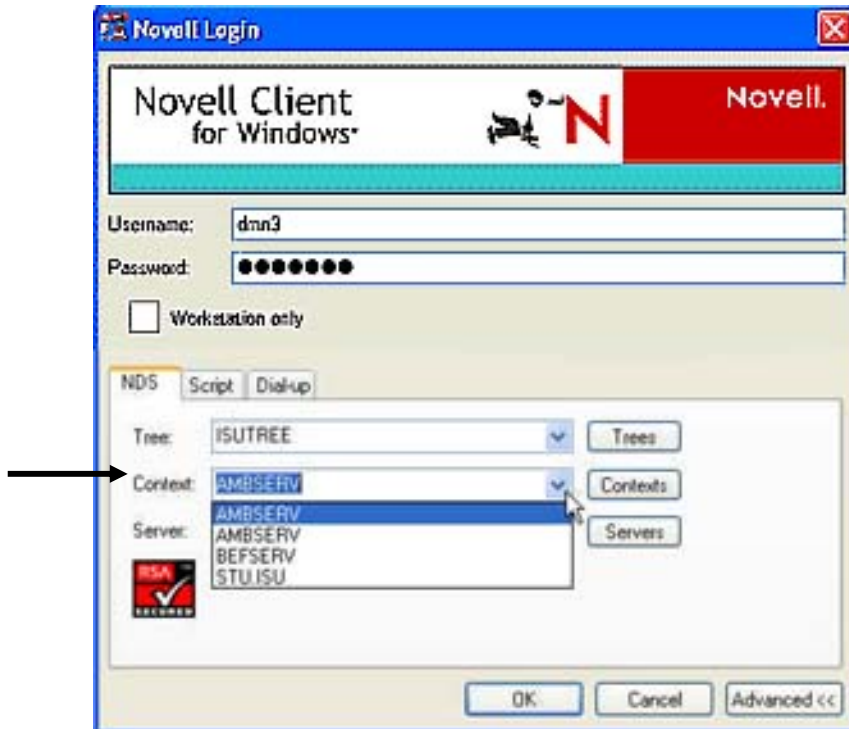 Novell Login
Novell Client
for Windows
N
Novell.
Username: dmn3
Password:
Workstation only
NDS Script Dial-up
Tree: ISUTREE Trees
Context: AMBSERV Contexts
AMBSERV
Server: AMBSERV Servers
BEFSERV
STU.ISU
RSA
SECURED
OK Cancel Advanced <<